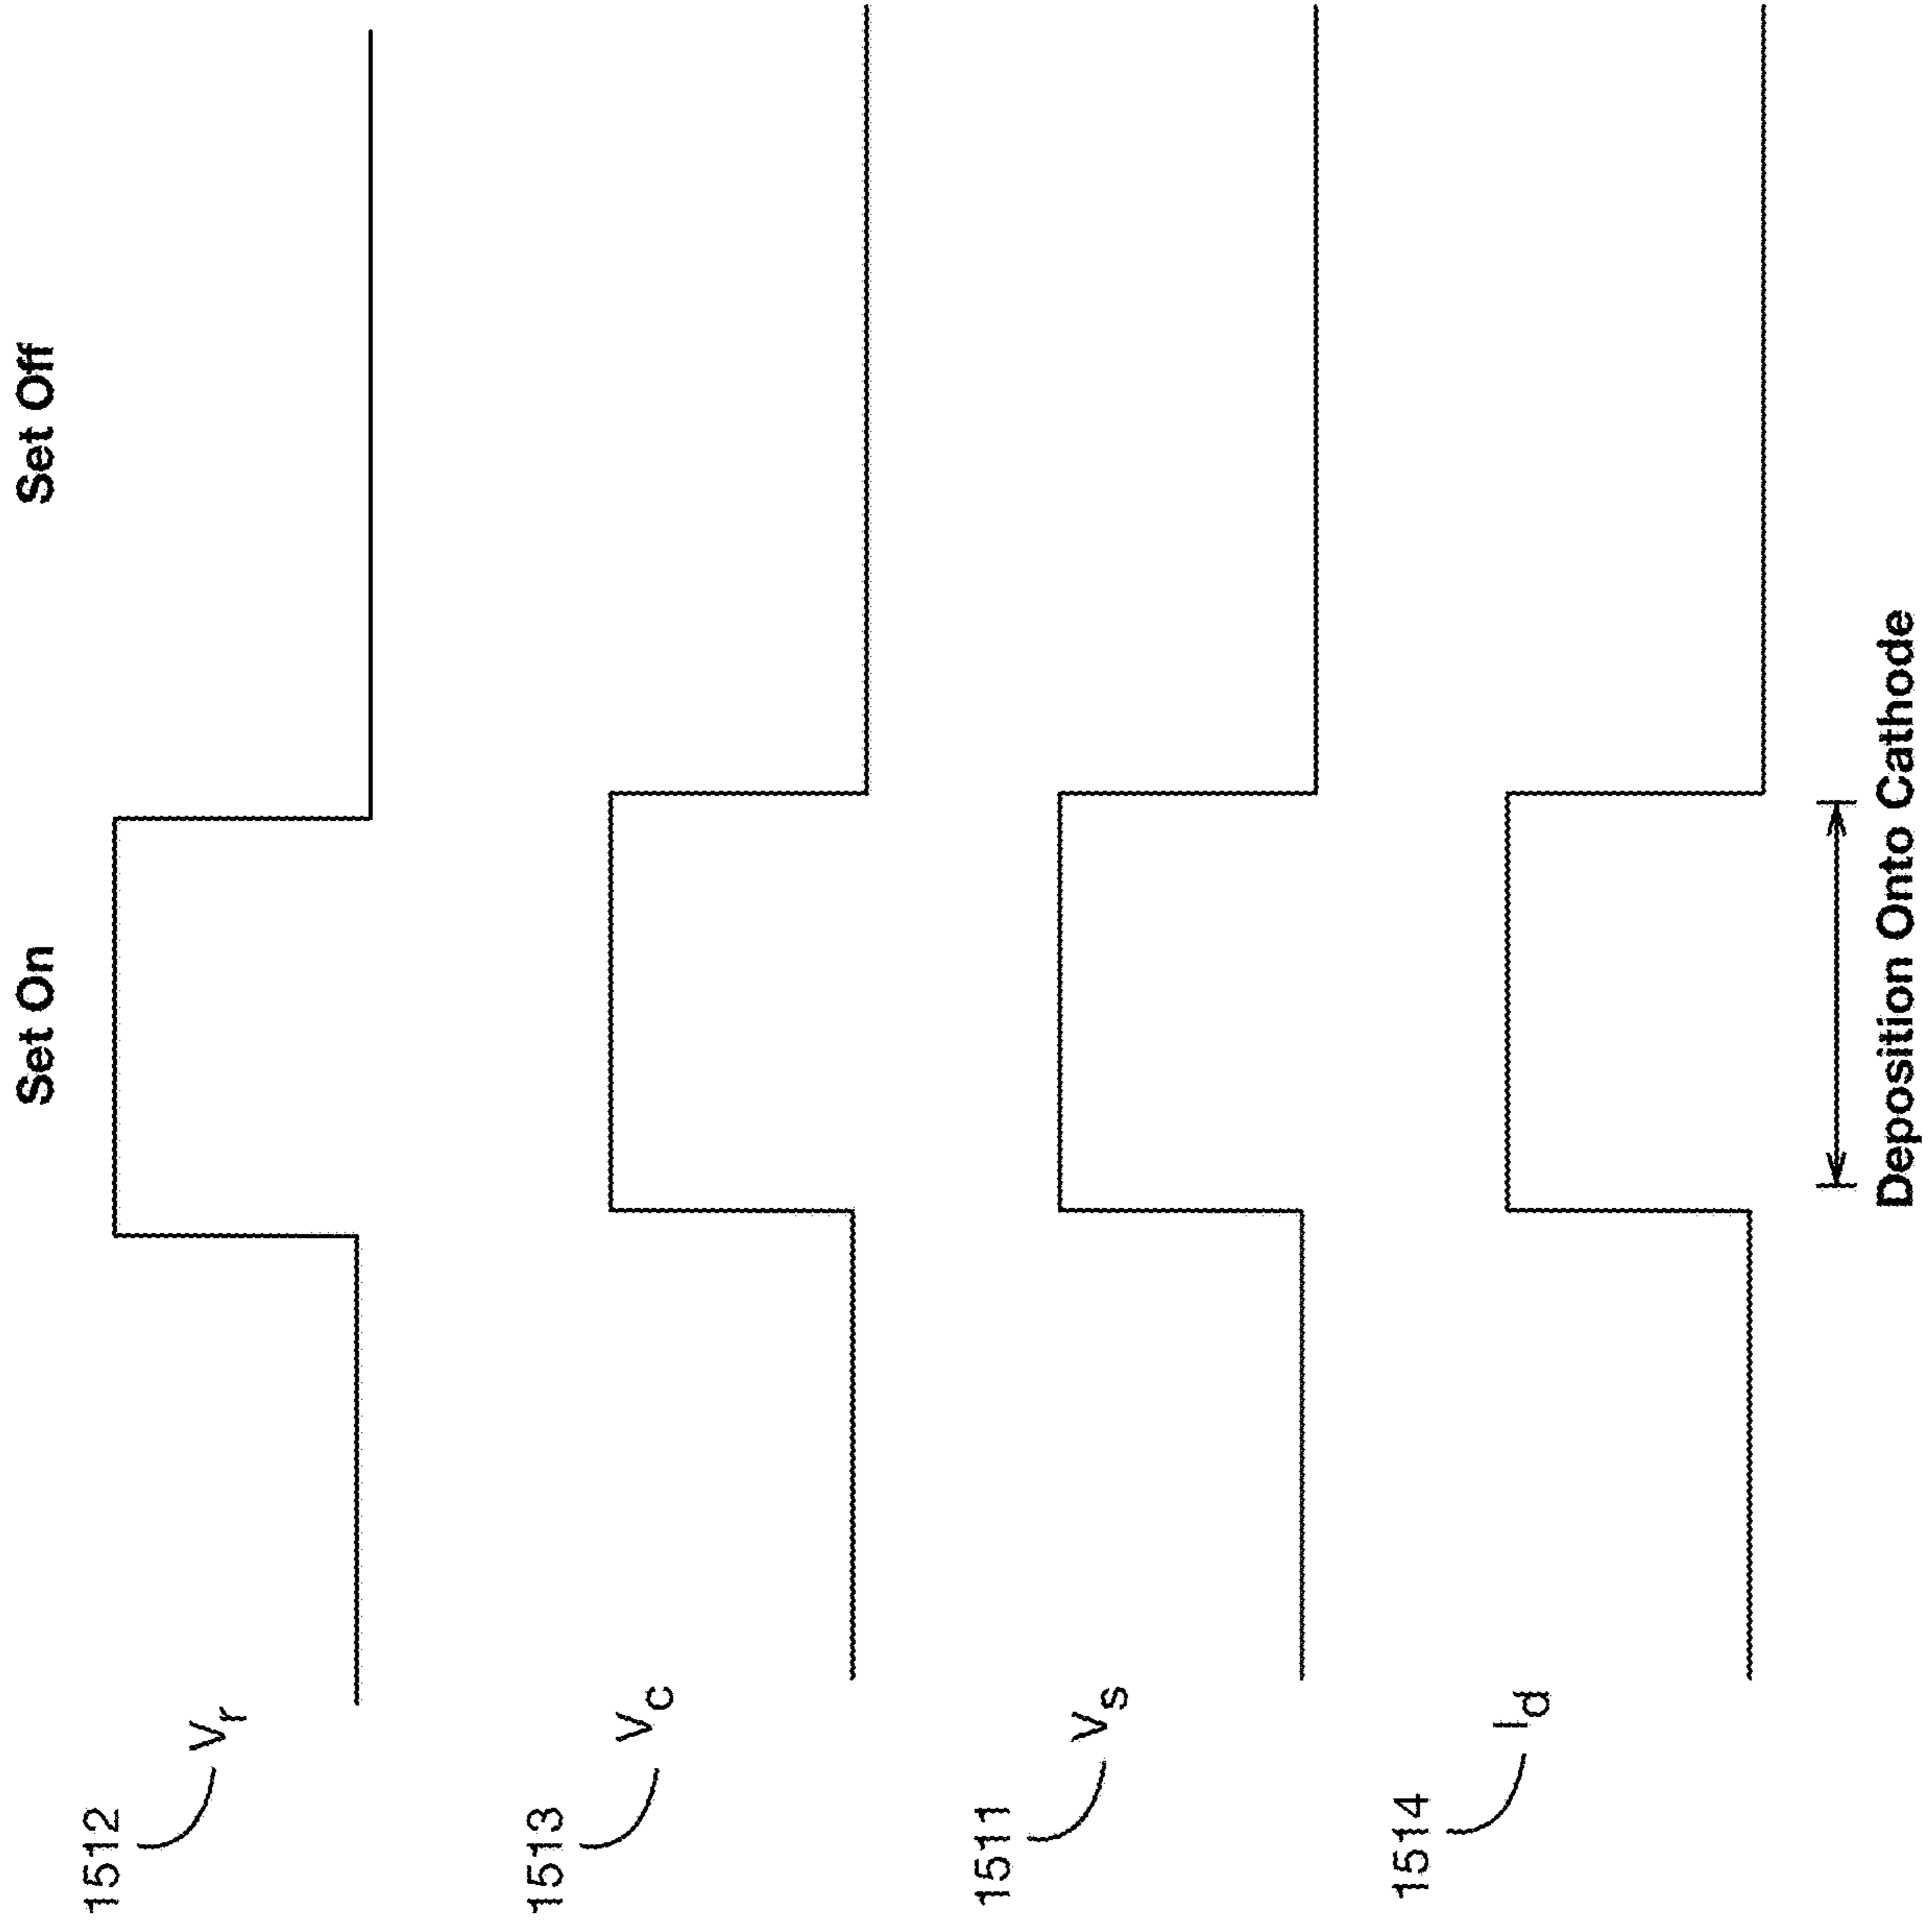 Set On
Set Off
1512
Vr
1513
Vc
1511
Vs
1514
Id
Deposition Onto Cathode